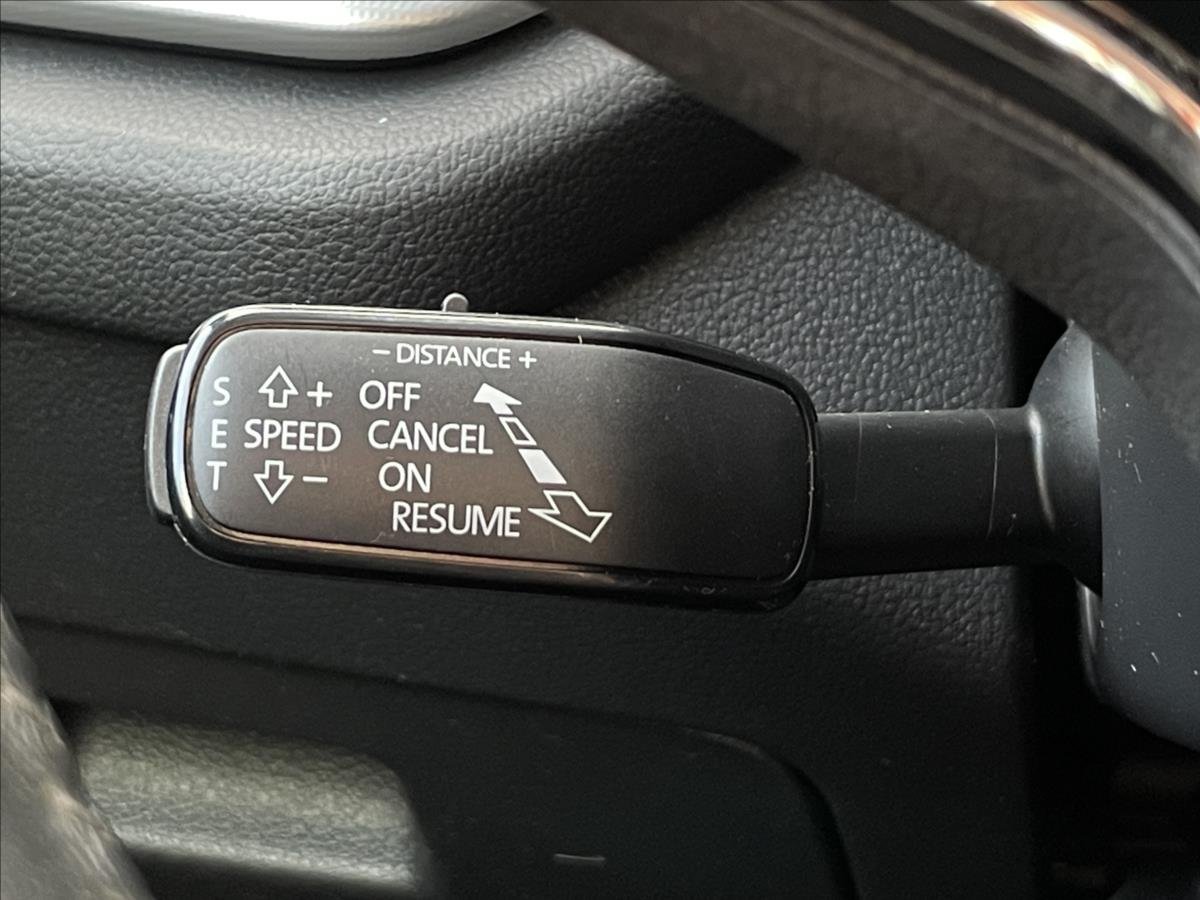 − DISTANCE +
S + OFF
E SPEED CANCEL
T − ON
RESUME